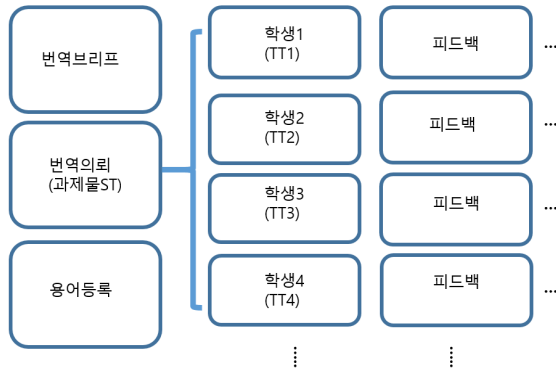 번역브리프
번역의뢰
(과제물ST)
용어등록
학생1
(TT1)
피드백
...
학생2
(TT2)
피드백
...
학생3
(TT3)
피드백
...
학생4
(TT4)
피드백
...